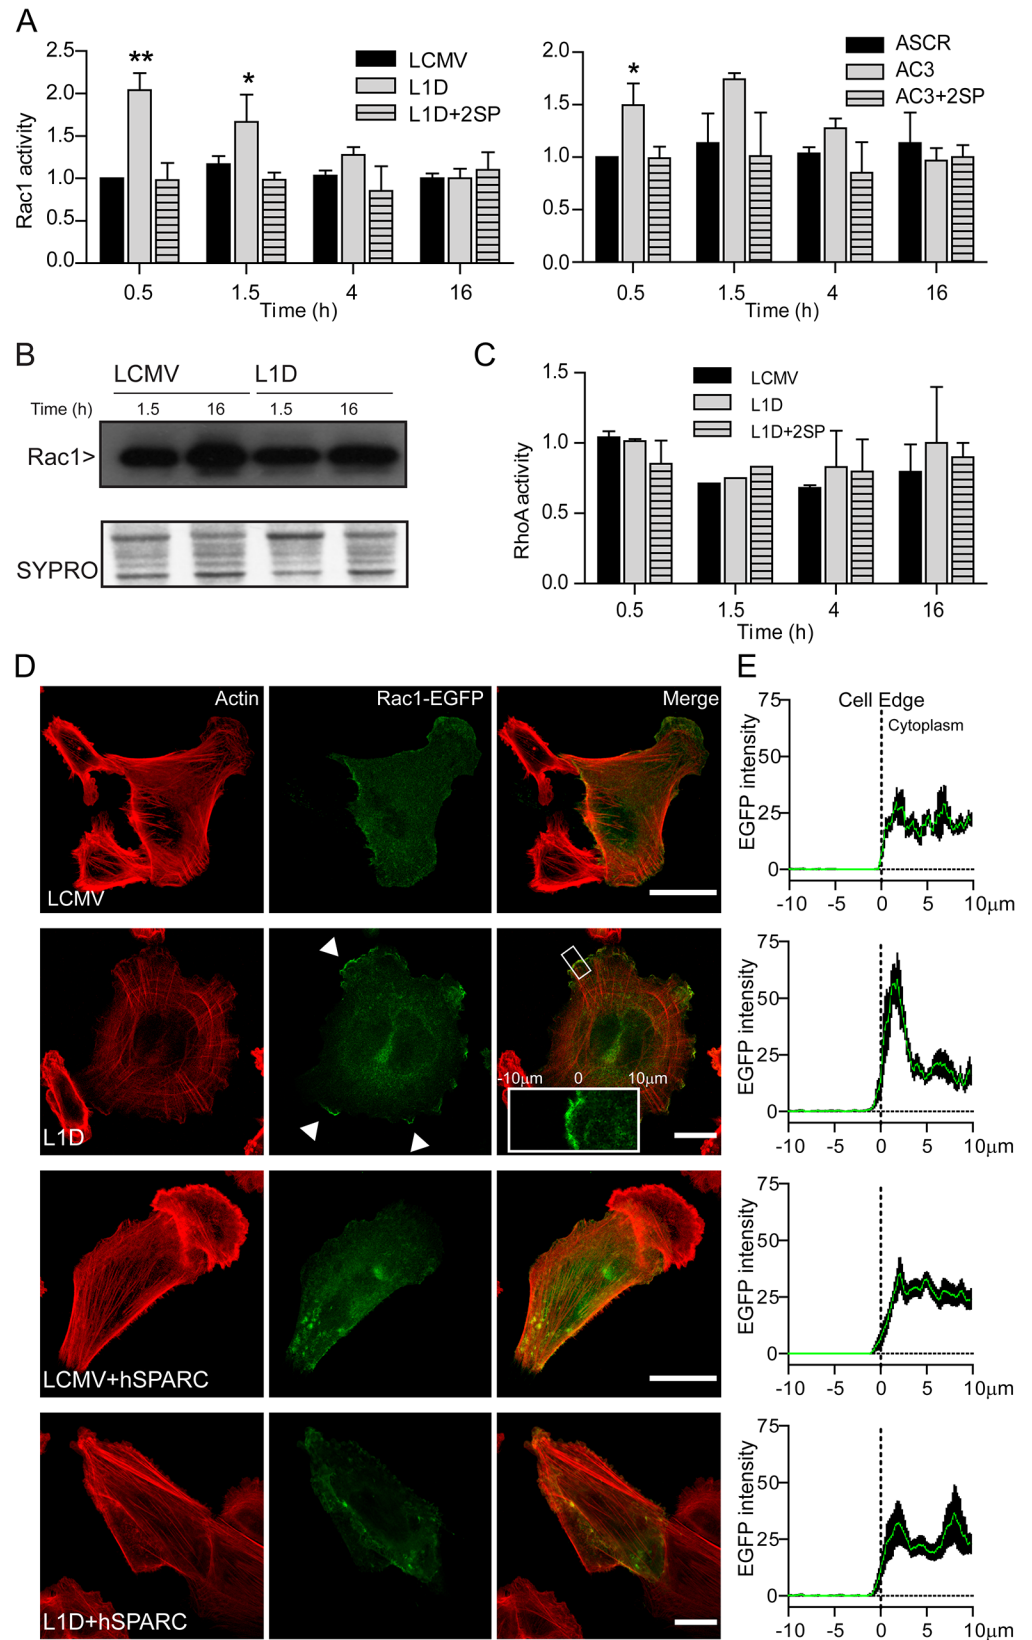 A
Rac1 activity
2.5
2.0
1.5
1.0
0.5
0.0
**
*
LCMV
L1D
L1D+2SP
0.5 1.5 4 16
Time (h)
2.0
1.5
1.0
0.5
0.0
*
ASCR
AC3
AC3+2SP
0.5 1.5 4 16
Time (h)
B
LCMV L1D
Time (h) 1.5 16 1.5 16
Rac1>
SYPRO
C
RhoA activity
1.5
1.0
0.5
0.0
LCMV
L1D
L1D+2SP
0.5 1.5 4 16
Time (h)
D
Actin Rac1-EGFP Merge
LCMV
L1D
-10µm 0 10µm
LCMV+hSPARC
L1D+hSPARC
E
Cell Edge
Cytoplasm
EGFP intensity
75
50
25
0
-10 -5 0 5 10µm
EGFP intensity
75
50
25
0
-10 -5 0 5 10µm
EGFP intensity
75
50
25
0
-10 -5 0 5 10µm
EGFP intensity
75
50
25
0
-10 -5 0 5 10µm